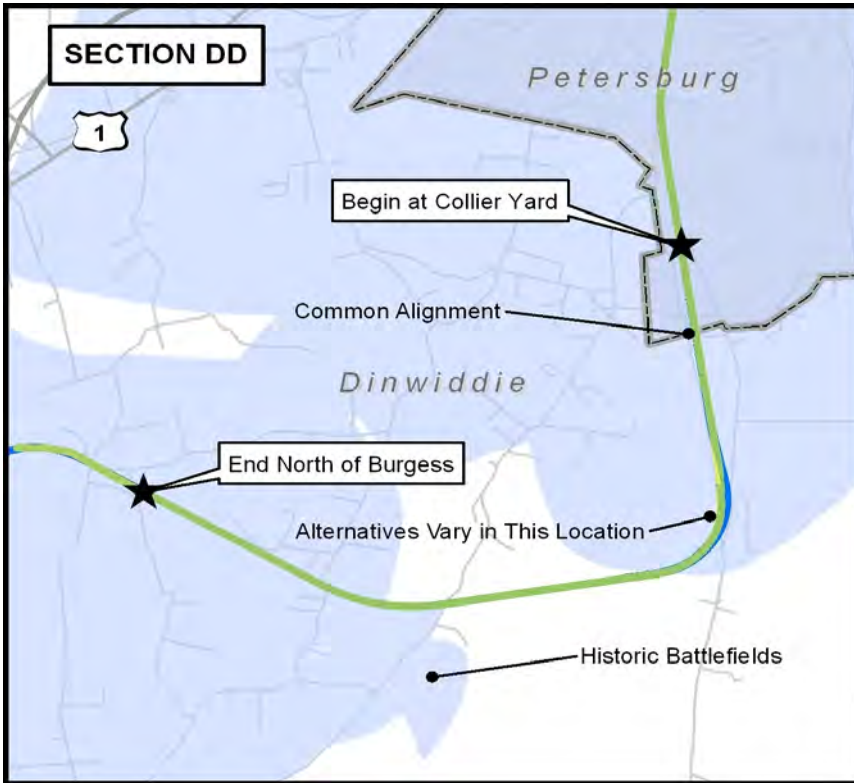 SECTION DD
Petersburg
1
Begin at Collier Yard
Common Alignment
Dinwiddie
End North of Burgess
Alternatives Vary in This Location
Historic Battlefields